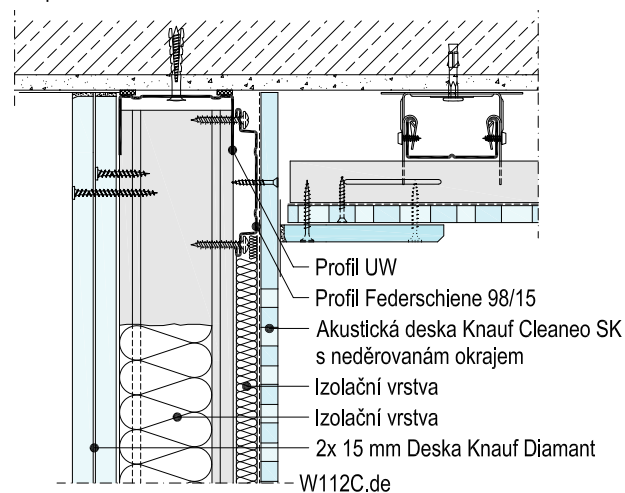 Profil UW
Profil Federschiene 98/15
Akustická deska Knauf Cleaneo SK
s neděrovanám okrajem
Izolační vrstva
Izolační vrstva
2x 15 mm Deska Knauf Diamant
W112C.de